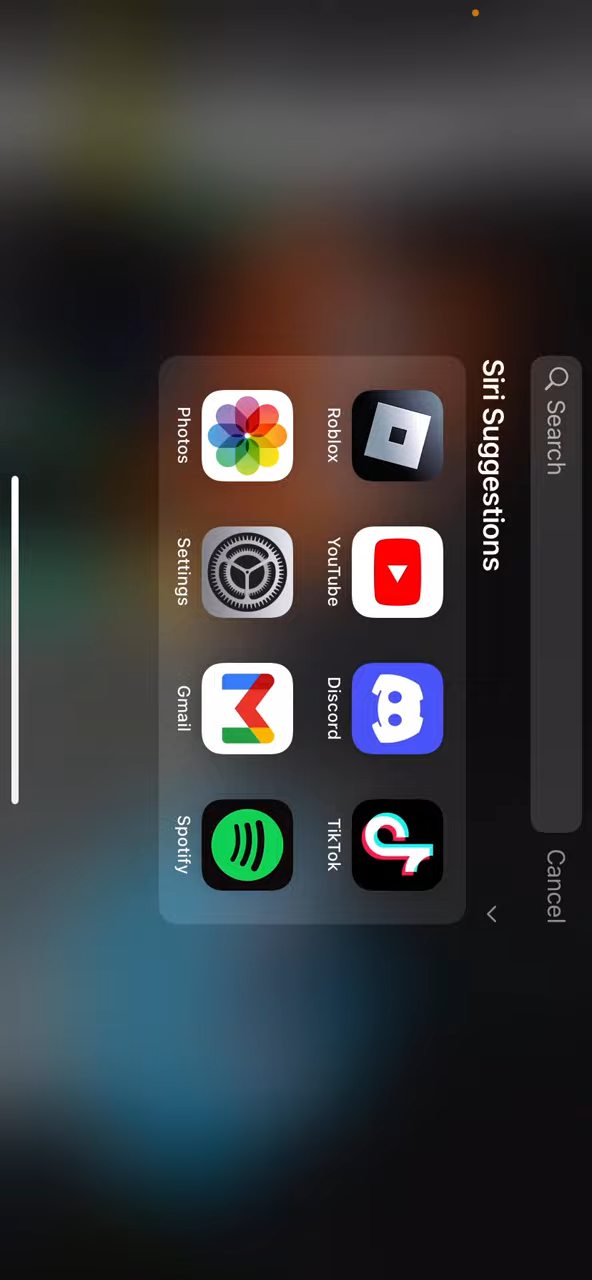 Search Cancel
Siri Suggestions
Roblox YouTube Discord TikTok
Photos Settings Gmail Spotify